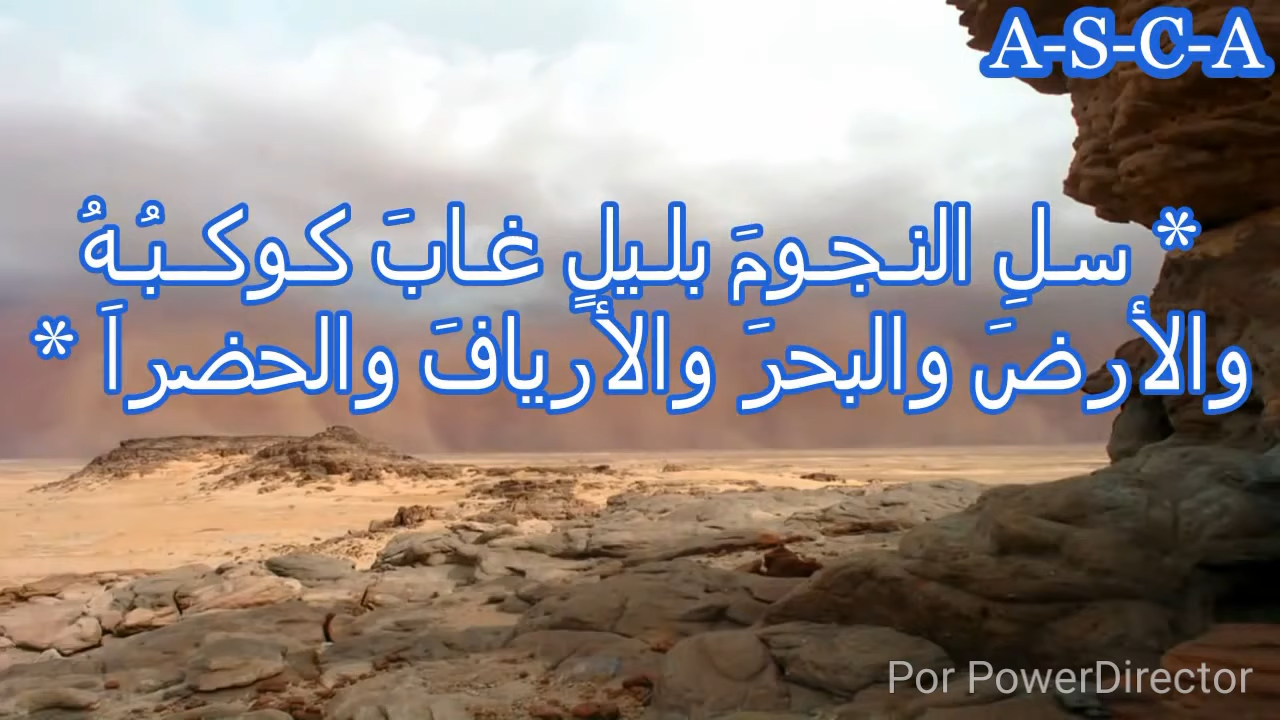 A-S-C-A
* سلِ النجومَ بليلٍ غابَ كوكبُهُ
والأرضَ والبحرَ والأريافَ والحضراَ *
Por PowerDirector